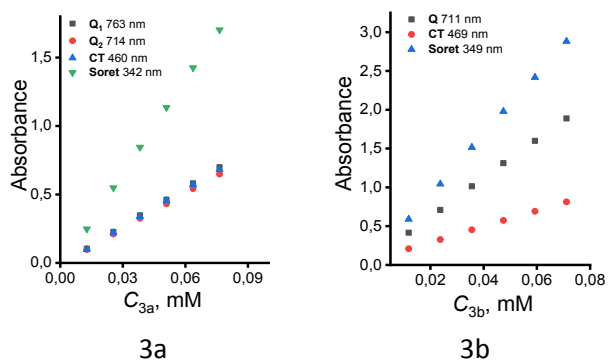 Q₁ 763 nm
Q₂ 714 nm
CT 460 nm
Soret 342 nm
Absorbance
1,5
1,0
0,5
0,0
0,00 0,03 0,06 0,09
C₃ₐ, mM
3a
Q 711 nm
CT 469 nm
Soret 349 nm
Absorbance
3,0
2,5
2,0
1,5
1,0
0,5
0,0
0,02 0,04 0,06 0,08
C3b, mM
3b